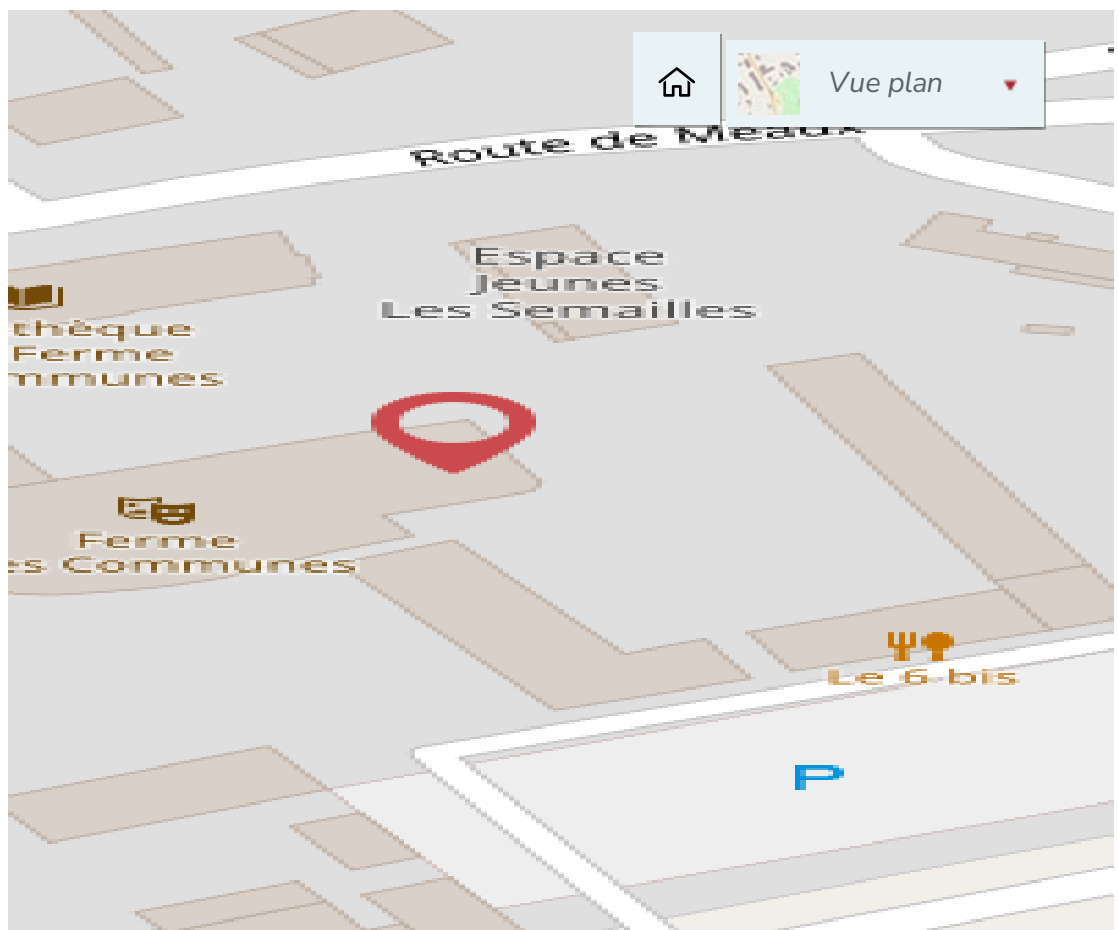 Vue plan
Route de Meaux
Espace
Jeunes
Les Semailles
thèque
Ferme
mmunes
Ferme
es Communes
Le 6 bis
P